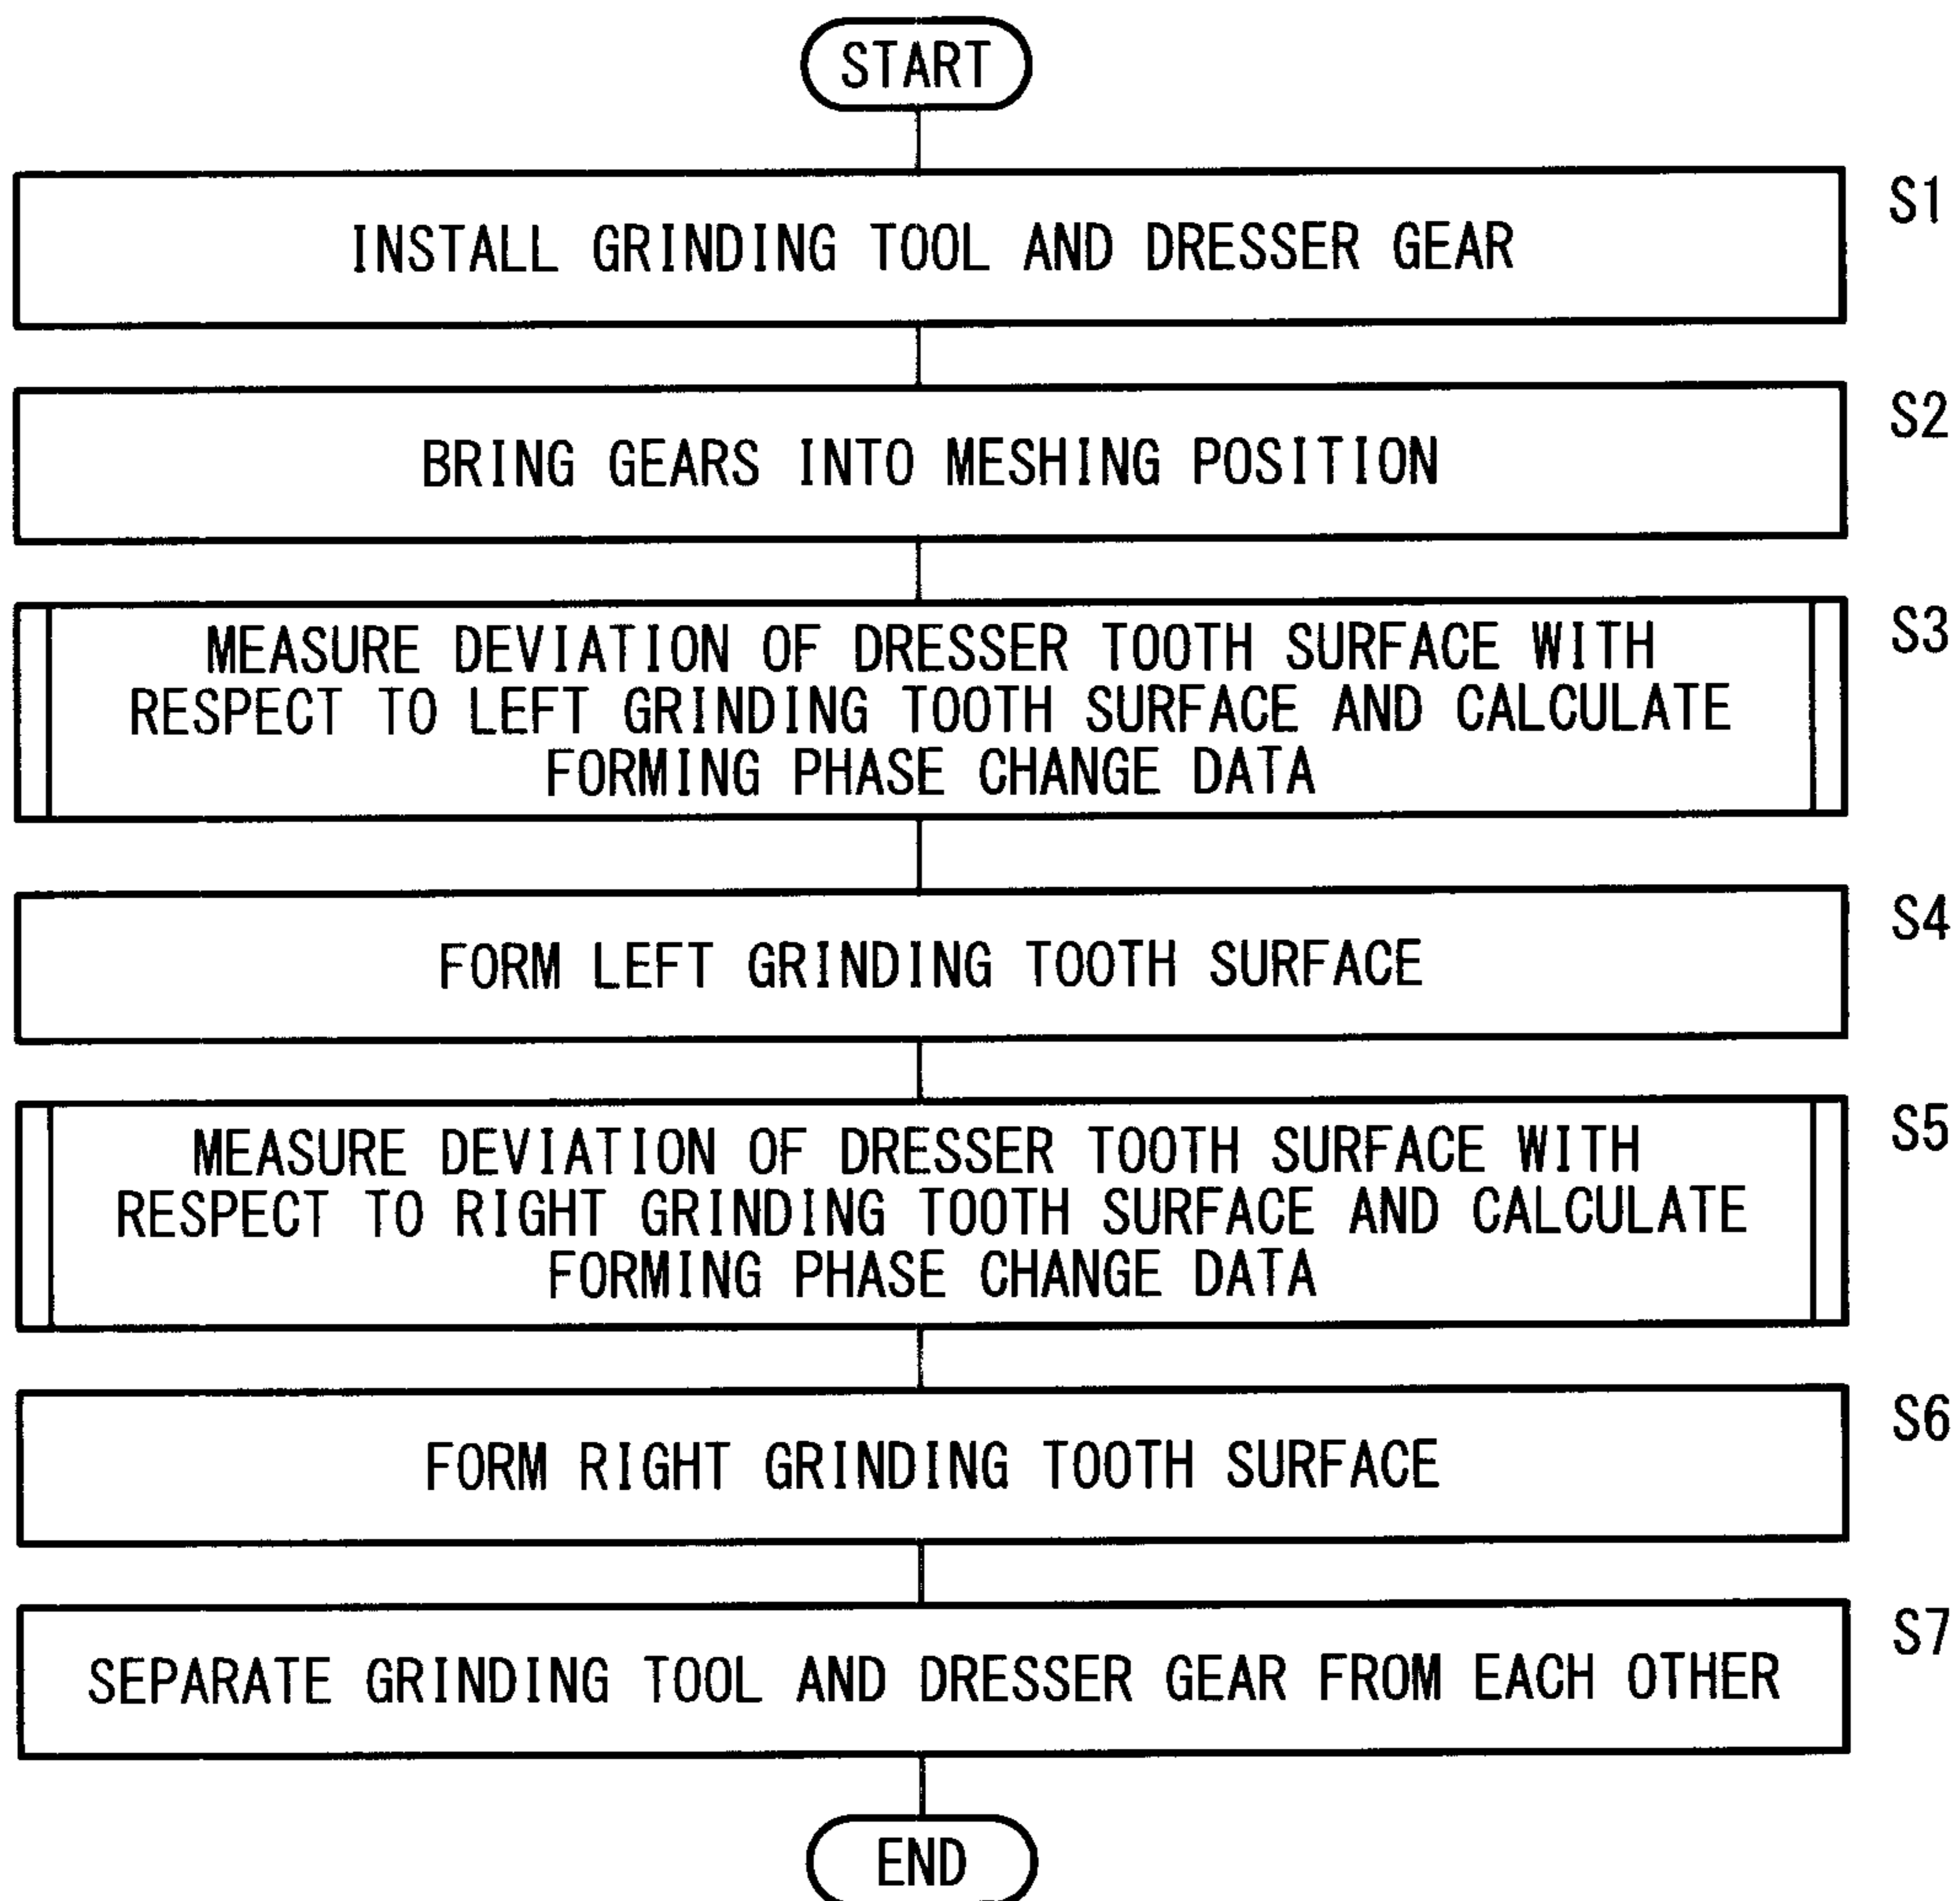 START
INSTALL GRINDING TOOL AND DRESSER GEAR
S1
BRING GEARS INTO MESHING POSITION
S2
MEASURE DEVIATION OF DRESSER TOOTH SURFACE WITH
RESPECT TO LEFT GRINDING TOOTH SURFACE AND CALCULATE
FORMING PHASE CHANGE DATA
S3
FORM LEFT GRINDING TOOTH SURFACE
S4
MEASURE DEVIATION OF DRESSER TOOTH SURFACE WITH
RESPECT TO RIGHT GRINDING TOOTH SURFACE AND CALCULATE
FORMING PHASE CHANGE DATA
S5
FORM RIGHT GRINDING TOOTH SURFACE
S6
SEPARATE GRINDING TOOL AND DRESSER GEAR FROM EACH OTHER
S7
END